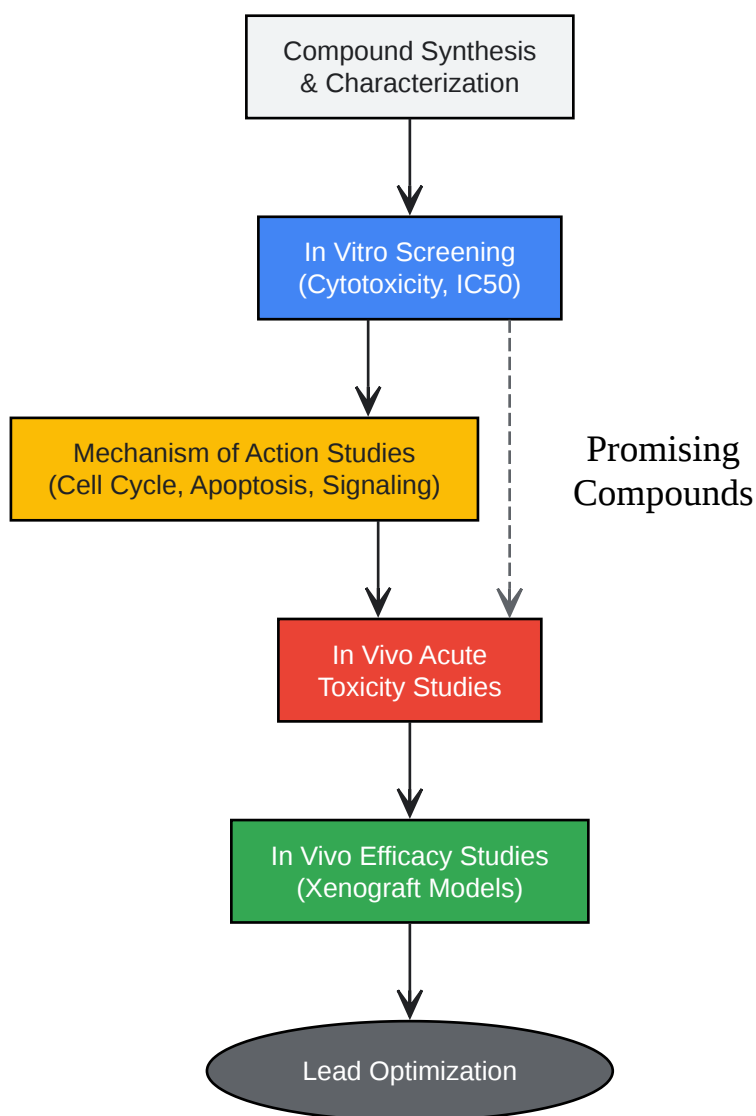 Compound Synthesis
& Characterization
In Vitro Screening
(Cytotoxicity, IC50)
Mechanism of Action Studies
(Cell Cycle, Apoptosis, Signaling)
Promising
Compounds
In Vivo Acute
Toxicity Studies
In Vivo Efficacy Studies
(Xenograft Models)
Lead Optimization